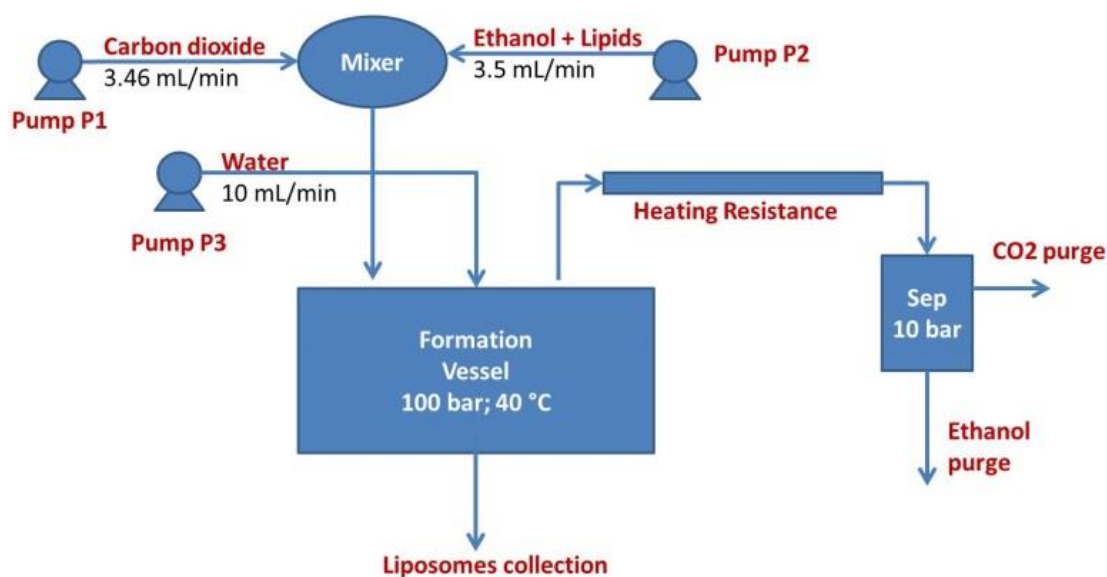 Carbon dioxide
3.46 mL/min
Mixer
Ethanol + Lipids
3.5 mL/min
Pump P2
Pump P1
Water
10 mL/min
Pump P3
Heating Resistance
CO2 purge
Sep
10 bar
Formation
Vessel
100 bar; 40 °C
Ethanol
purge
Liposomes collection